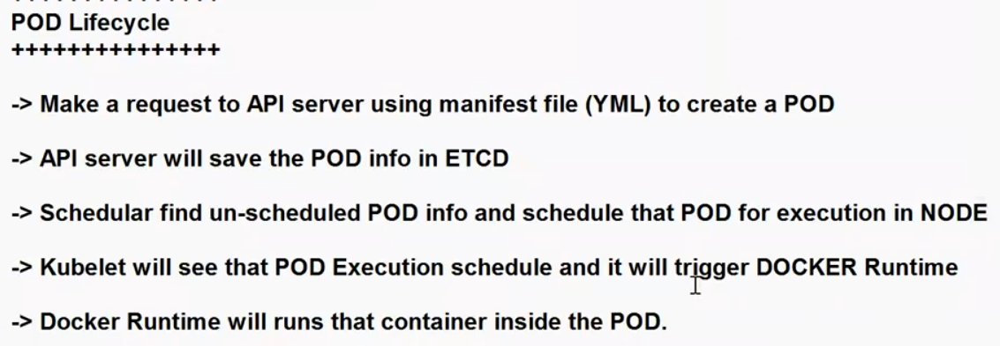 POD Lifecycle
+++++++++++++++
-> Make a request to API server using manifest file (YML) to create a POD
-> API server will save the POD info in ETCD
-> Schedular find un-scheduled POD info and schedule that POD for execution in NODE
-> Kubelet will see that POD Execution schedule and it will trigger DOCKER Runtime
-> Docker Runtime will runs that container inside the POD.